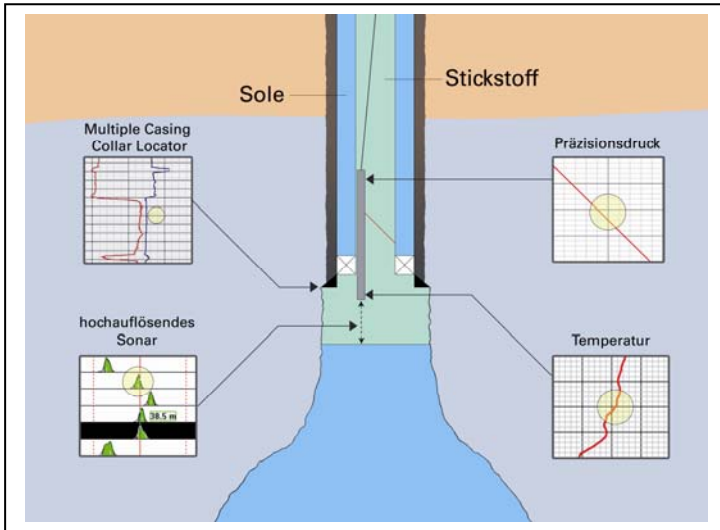 Sole
Stickstoff
Multiple Casing
Collar Locator
Präzisionsdruck
hochauflösendes
Sonar
38.5 m
Temperatur